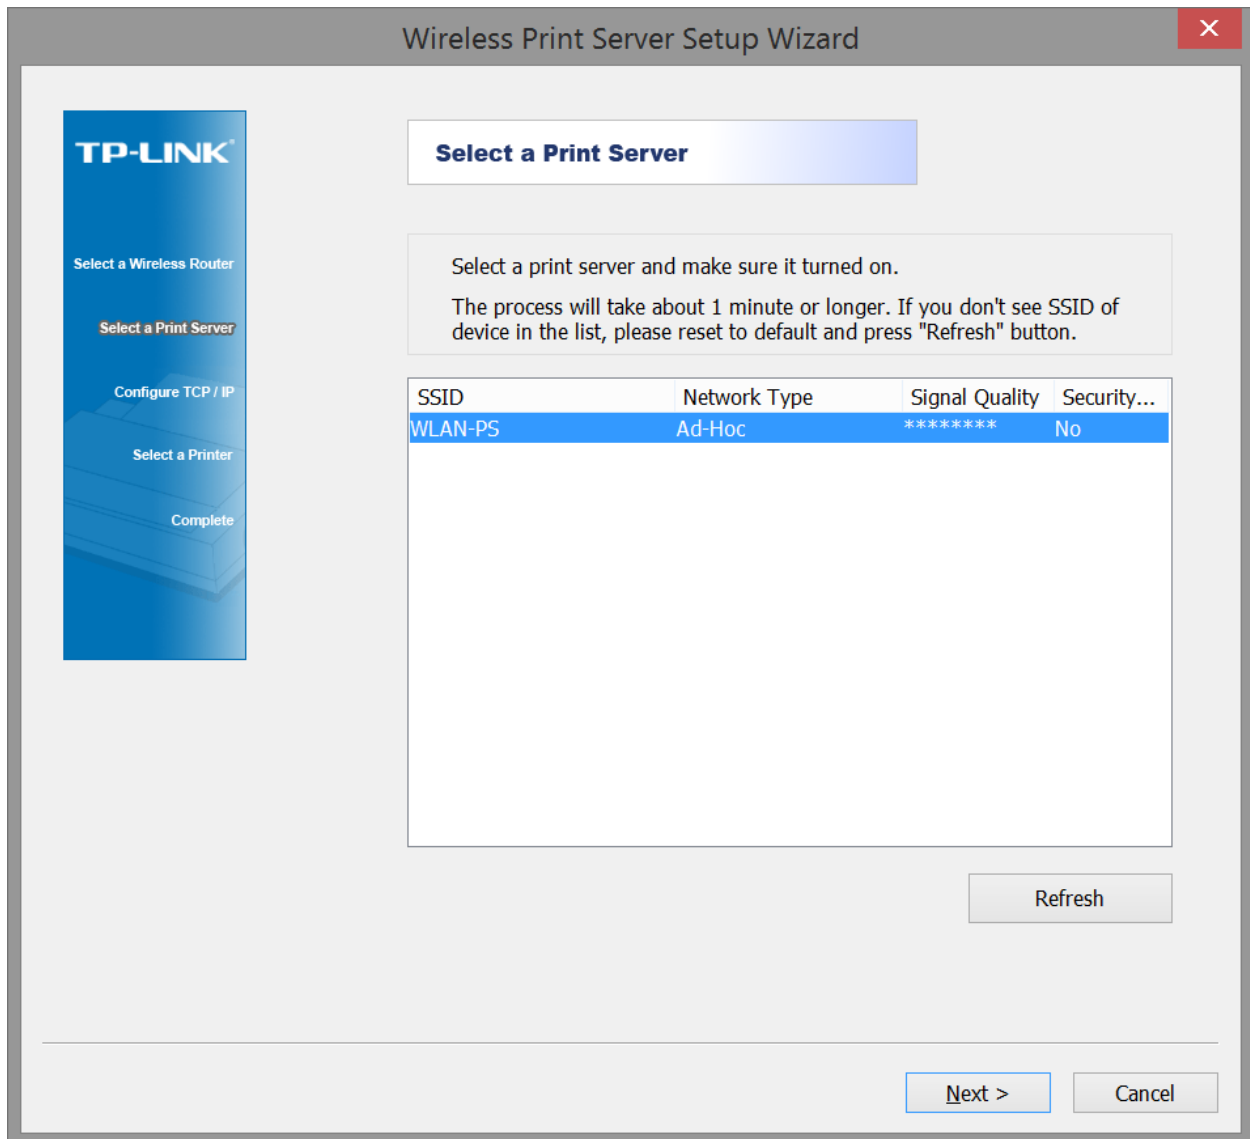 Wireless Print Server Setup Wizard
TP-LINK®
Select a Wireless Router
Select a Print Server
Configure TCP / IP
Select a Printer
Complete
Select a Print Server
Select a print server and make sure it turned on.
The process will take about 1 minute or longer. If you don't see SSID of
device in the list, please reset to default and press "Refresh" button.
SSID Network Type Signal Quality Security...
WLAN-PS Ad-Hoc ******** No
Refresh
Next > Cancel